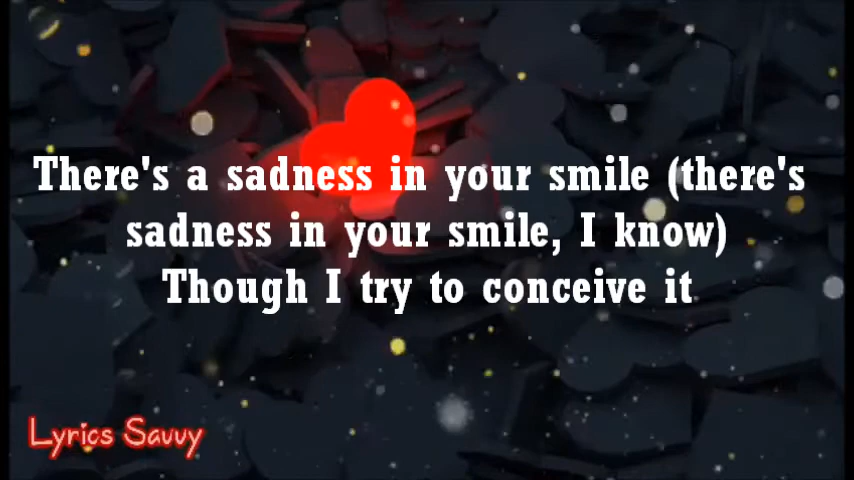 There's a sadness in your smile (there's
sadness in your smile, I know)
Though I try to conceive it
Lyrics Savvy